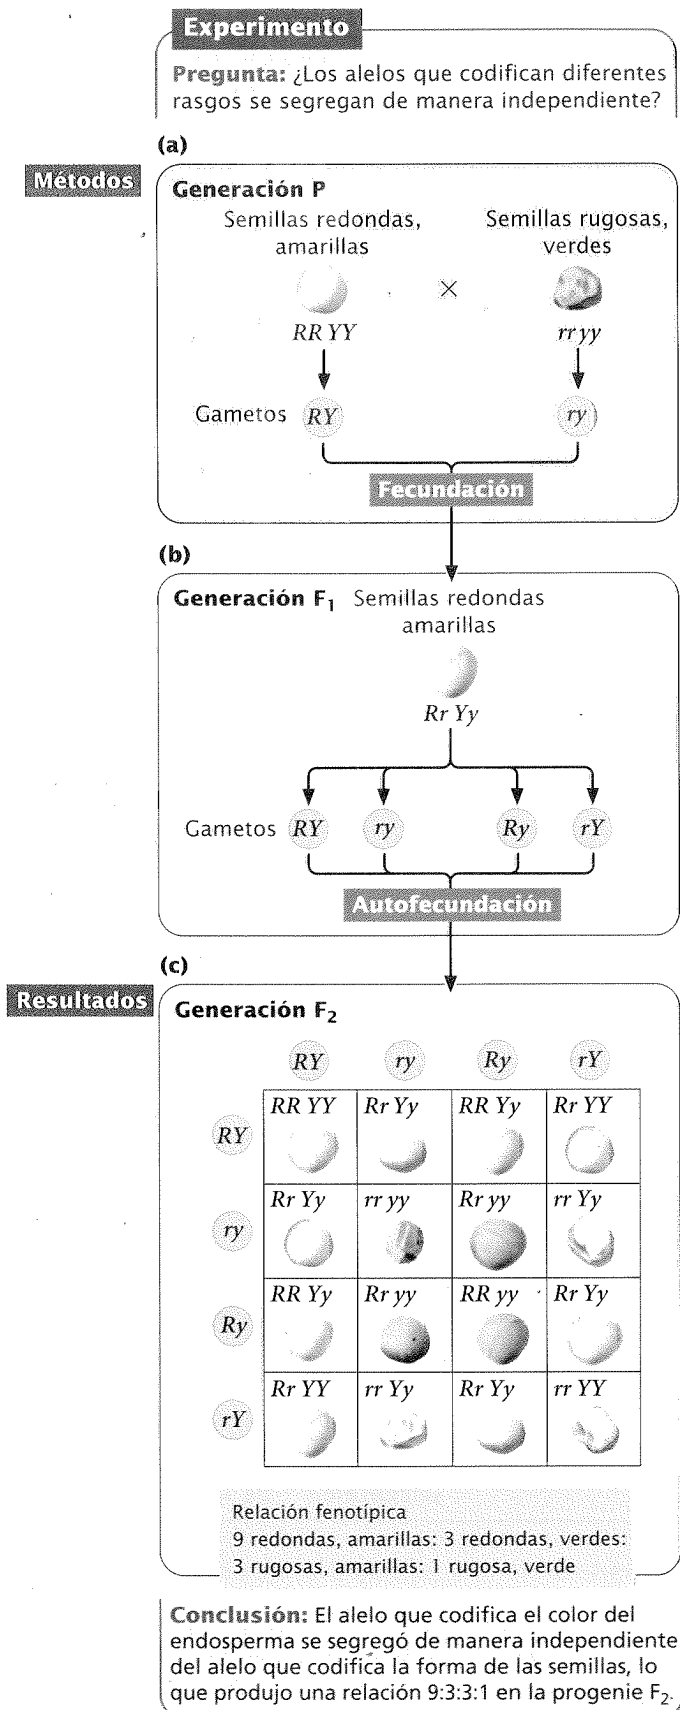 Experimento
Pregunta: ¿Los alelos que codifican diferentes
rasgos se segregan de manera independiente?
(a)
Métodos
Generación P
Semillas redondas,
amarillas
Semillas rugosas,
verdes
×
RR YY
rr yy
Gametos RY
ry
Fecundación
(b)
Generación F₁ Semillas redondas
amarillas
Rr Yy
Gametos RY ry Ry rY
Autofecundación
(c)
Resultados
Generación F₂
RY ry Ry rY
RR YY Rr Yy RR Yy Rr YY
RY
Rr Yy rr yy Rr yy rr Yy
ry
RR Yy Rr yy RR yy Rr Yy
Ry
Rr YY rr Yy Rr Yy rr YY
rY
Relación fenotípica
9 redondas, amarillas: 3 redondas, verdes:
3 rugosas, amarillas: 1 rugosa, verde
Conclusión: El alelo que codifica el color del
endosperma se segregó de manera independiente
del alelo que codifica la forma de las semillas, lo
que produjo una relación 9:3:3:1 en la progenie F₂.